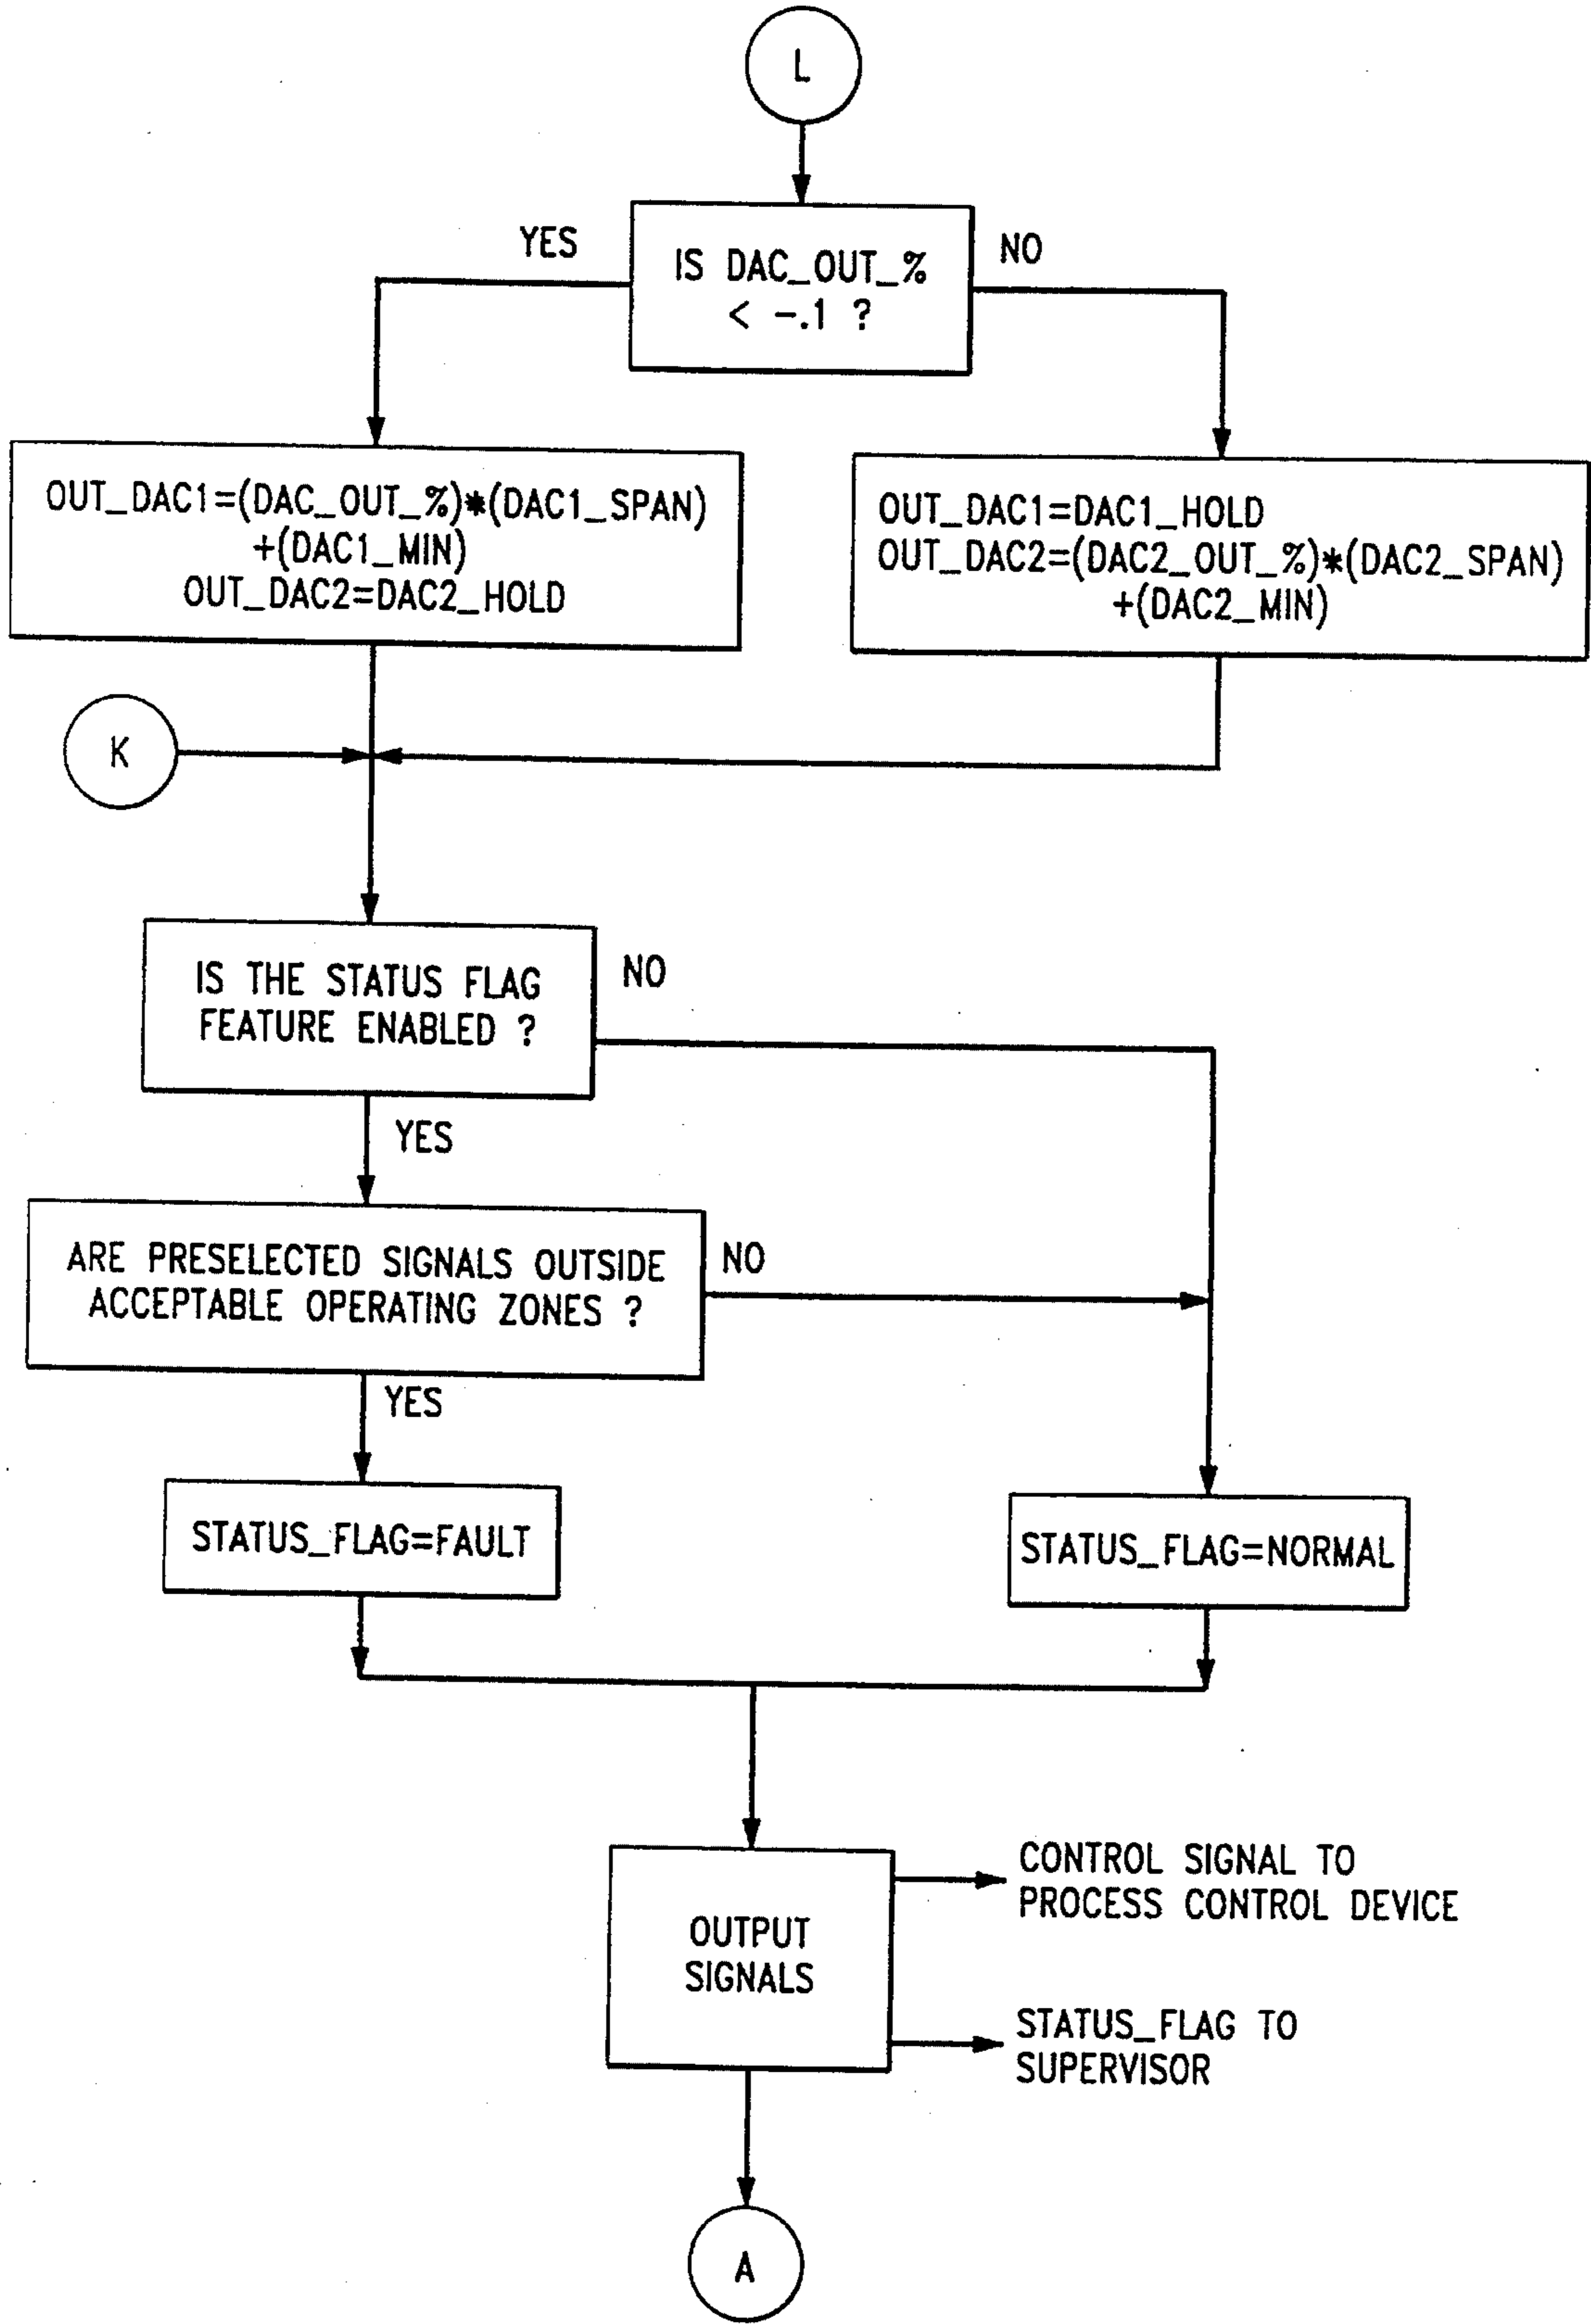 L
YES
IS DAC_OUT_%
< -.1 ?
NO
OUT_DAC1=(DAC_OUT_%)*(DAC1_SPAN)
+(DAC1_MIN)
OUT_DAC2=DAC2_HOLD
OUT_DAC1=DAC1_HOLD
OUT_DAC2=(DAC2_OUT_%)*(DAC2_SPAN)
+(DAC2_MIN)
K
IS THE STATUS FLAG
FEATURE ENABLED ?
NO
YES
ARE PRESELECTED SIGNALS OUTSIDE
ACCEPTABLE OPERATING ZONES ?
NO
YES
STATUS_FLAG=FAULT
STATUS_FLAG=NORMAL
OUTPUT
SIGNALS
CONTROL SIGNAL TO
PROCESS CONTROL DEVICE
STATUS_FLAG TO
SUPERVISOR
A